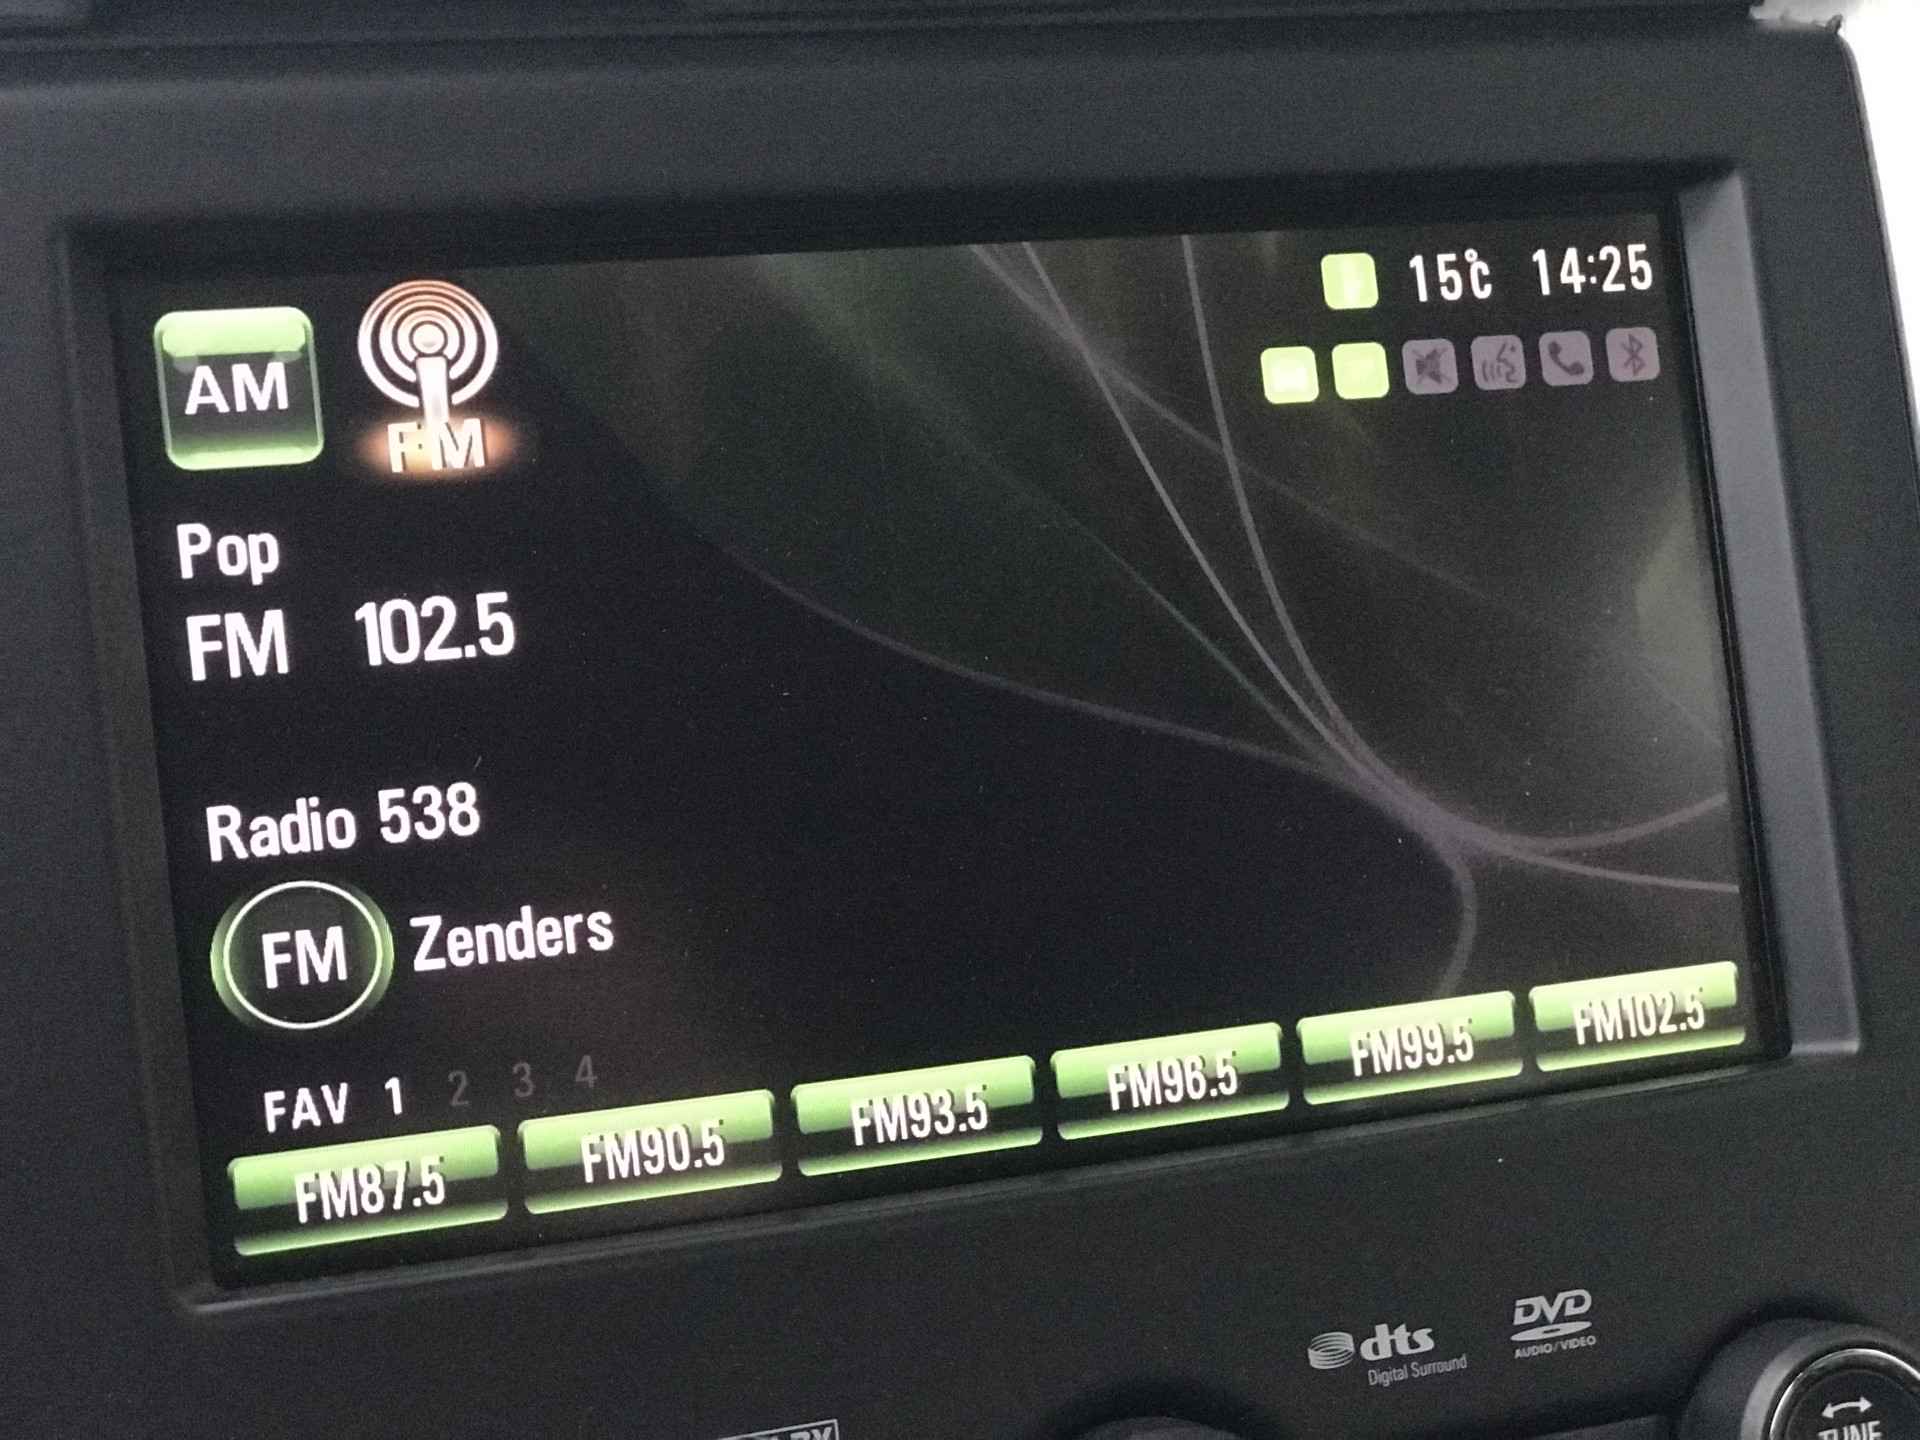 15℃ 14:25
AM
FM
Pop
FM 102.5
Radio 538
FM Zenders
FAV 1 2 3 4
FM87.5 FM90.5 FM93.5 FM96.5 FM99.5 FM102.5
dts
Digital Surround
DVD
AUDIO/VIDEO
TUNE